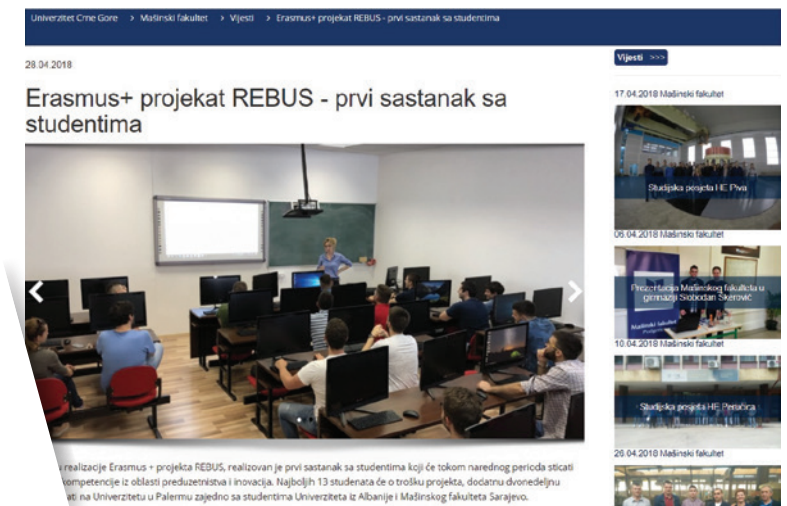 Univerzitet Crne Gore > Mašinski fakultet > Vijesti > Erasmus+ projekat REBUS - prvi sastanak sa studentima
28.04.2018
Erasmus+ projekat REBUS - prvi sastanak sa
studentima
realizacije Erasmus + projekta REBUS, realizovan je prvi sastanak sa studentima koji će tokom narednog perioda sticati
kompetencije iz oblasti preduzetništva i inovacija. Najboljih 13 studenata će o trošku projekta, dodatnu dvonedeljnu
na Univerzitetu u Palermu zajedno sa studentima Univerziteta iz Albanije i Mašinskog fakulteta Sarajevo.
Vijesti >>>
17.04.2018 Mašinski fakultet
Studijska posjeta HE Piva
06.04.2018 Mašinski fakultet
Prezentacija Mašinskog fakulteta u
gimnaziji Slobodan Škerović
Mašinski fakultet
10.04.2018 Mašinski fakultet
Studijska posjeta HE Perućica
26.04.2018 Mašinski fakultet